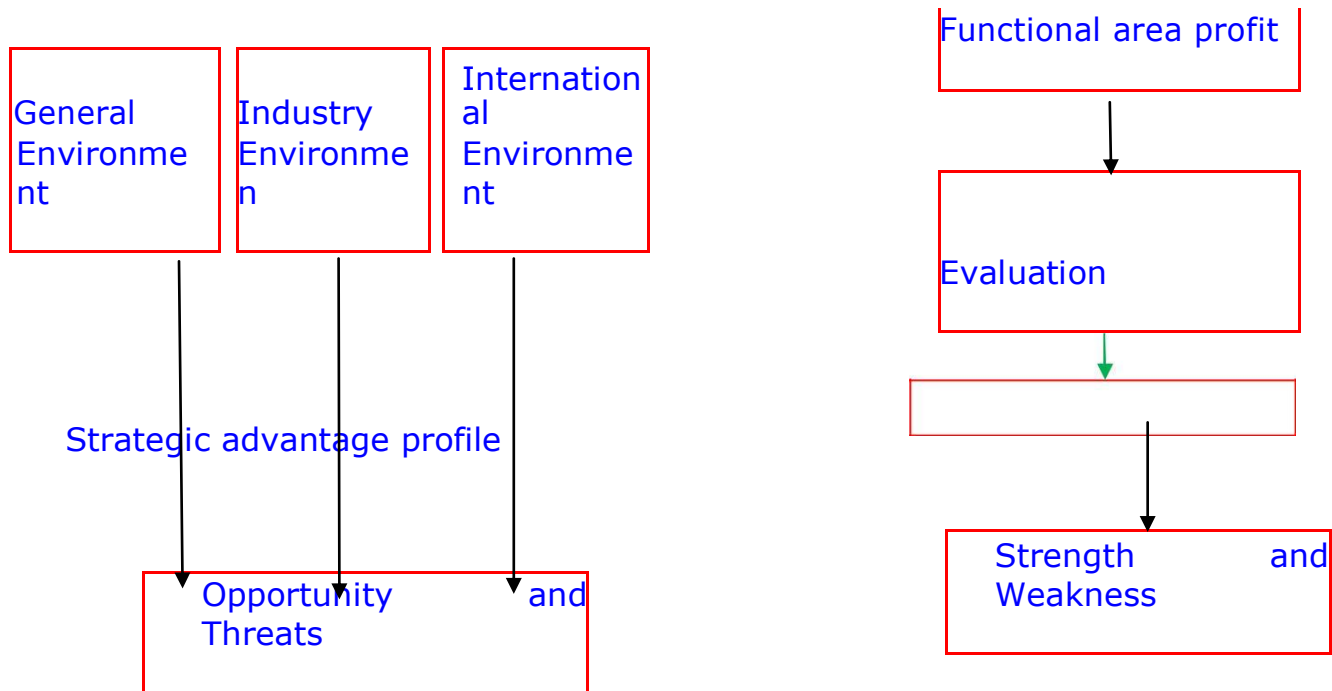 Functional area profit
General
Environme
nt
Industry
Environme
n
Internation
al
Environme
nt
Evaluation
Strategic advantage profile
Opportunity and
Threats
Strength and
Weakness